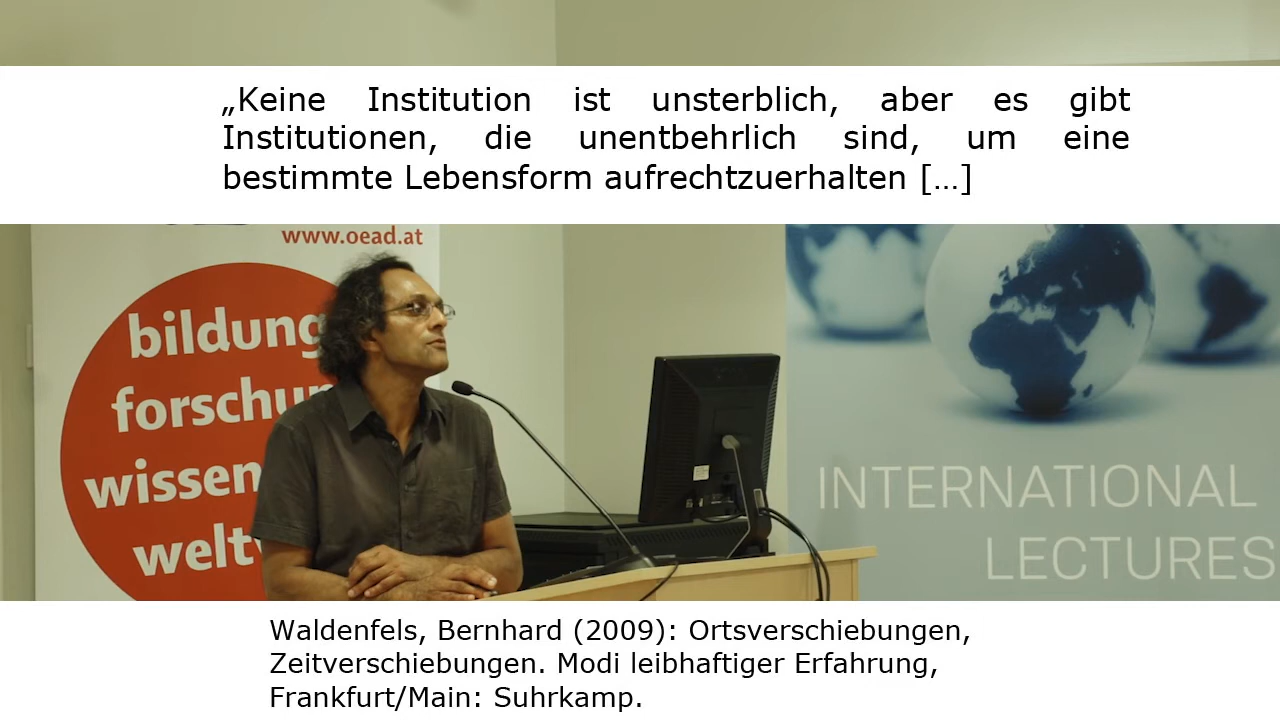 „Keine Institution ist unsterblich, aber es gibt
Institutionen, die unentbehrlich sind, um eine
bestimmte Lebensform aufrechtzuerhalten […]
www.oead.at
bildung
forschu
wissen
welt
INTERNATIONAL
LECTURES
Waldenfels, Bernhard (2009): Ortsverschiebungen,
Zeitverschiebungen. Modi leibhaftiger Erfahrung,
Frankfurt/Main: Suhrkamp.